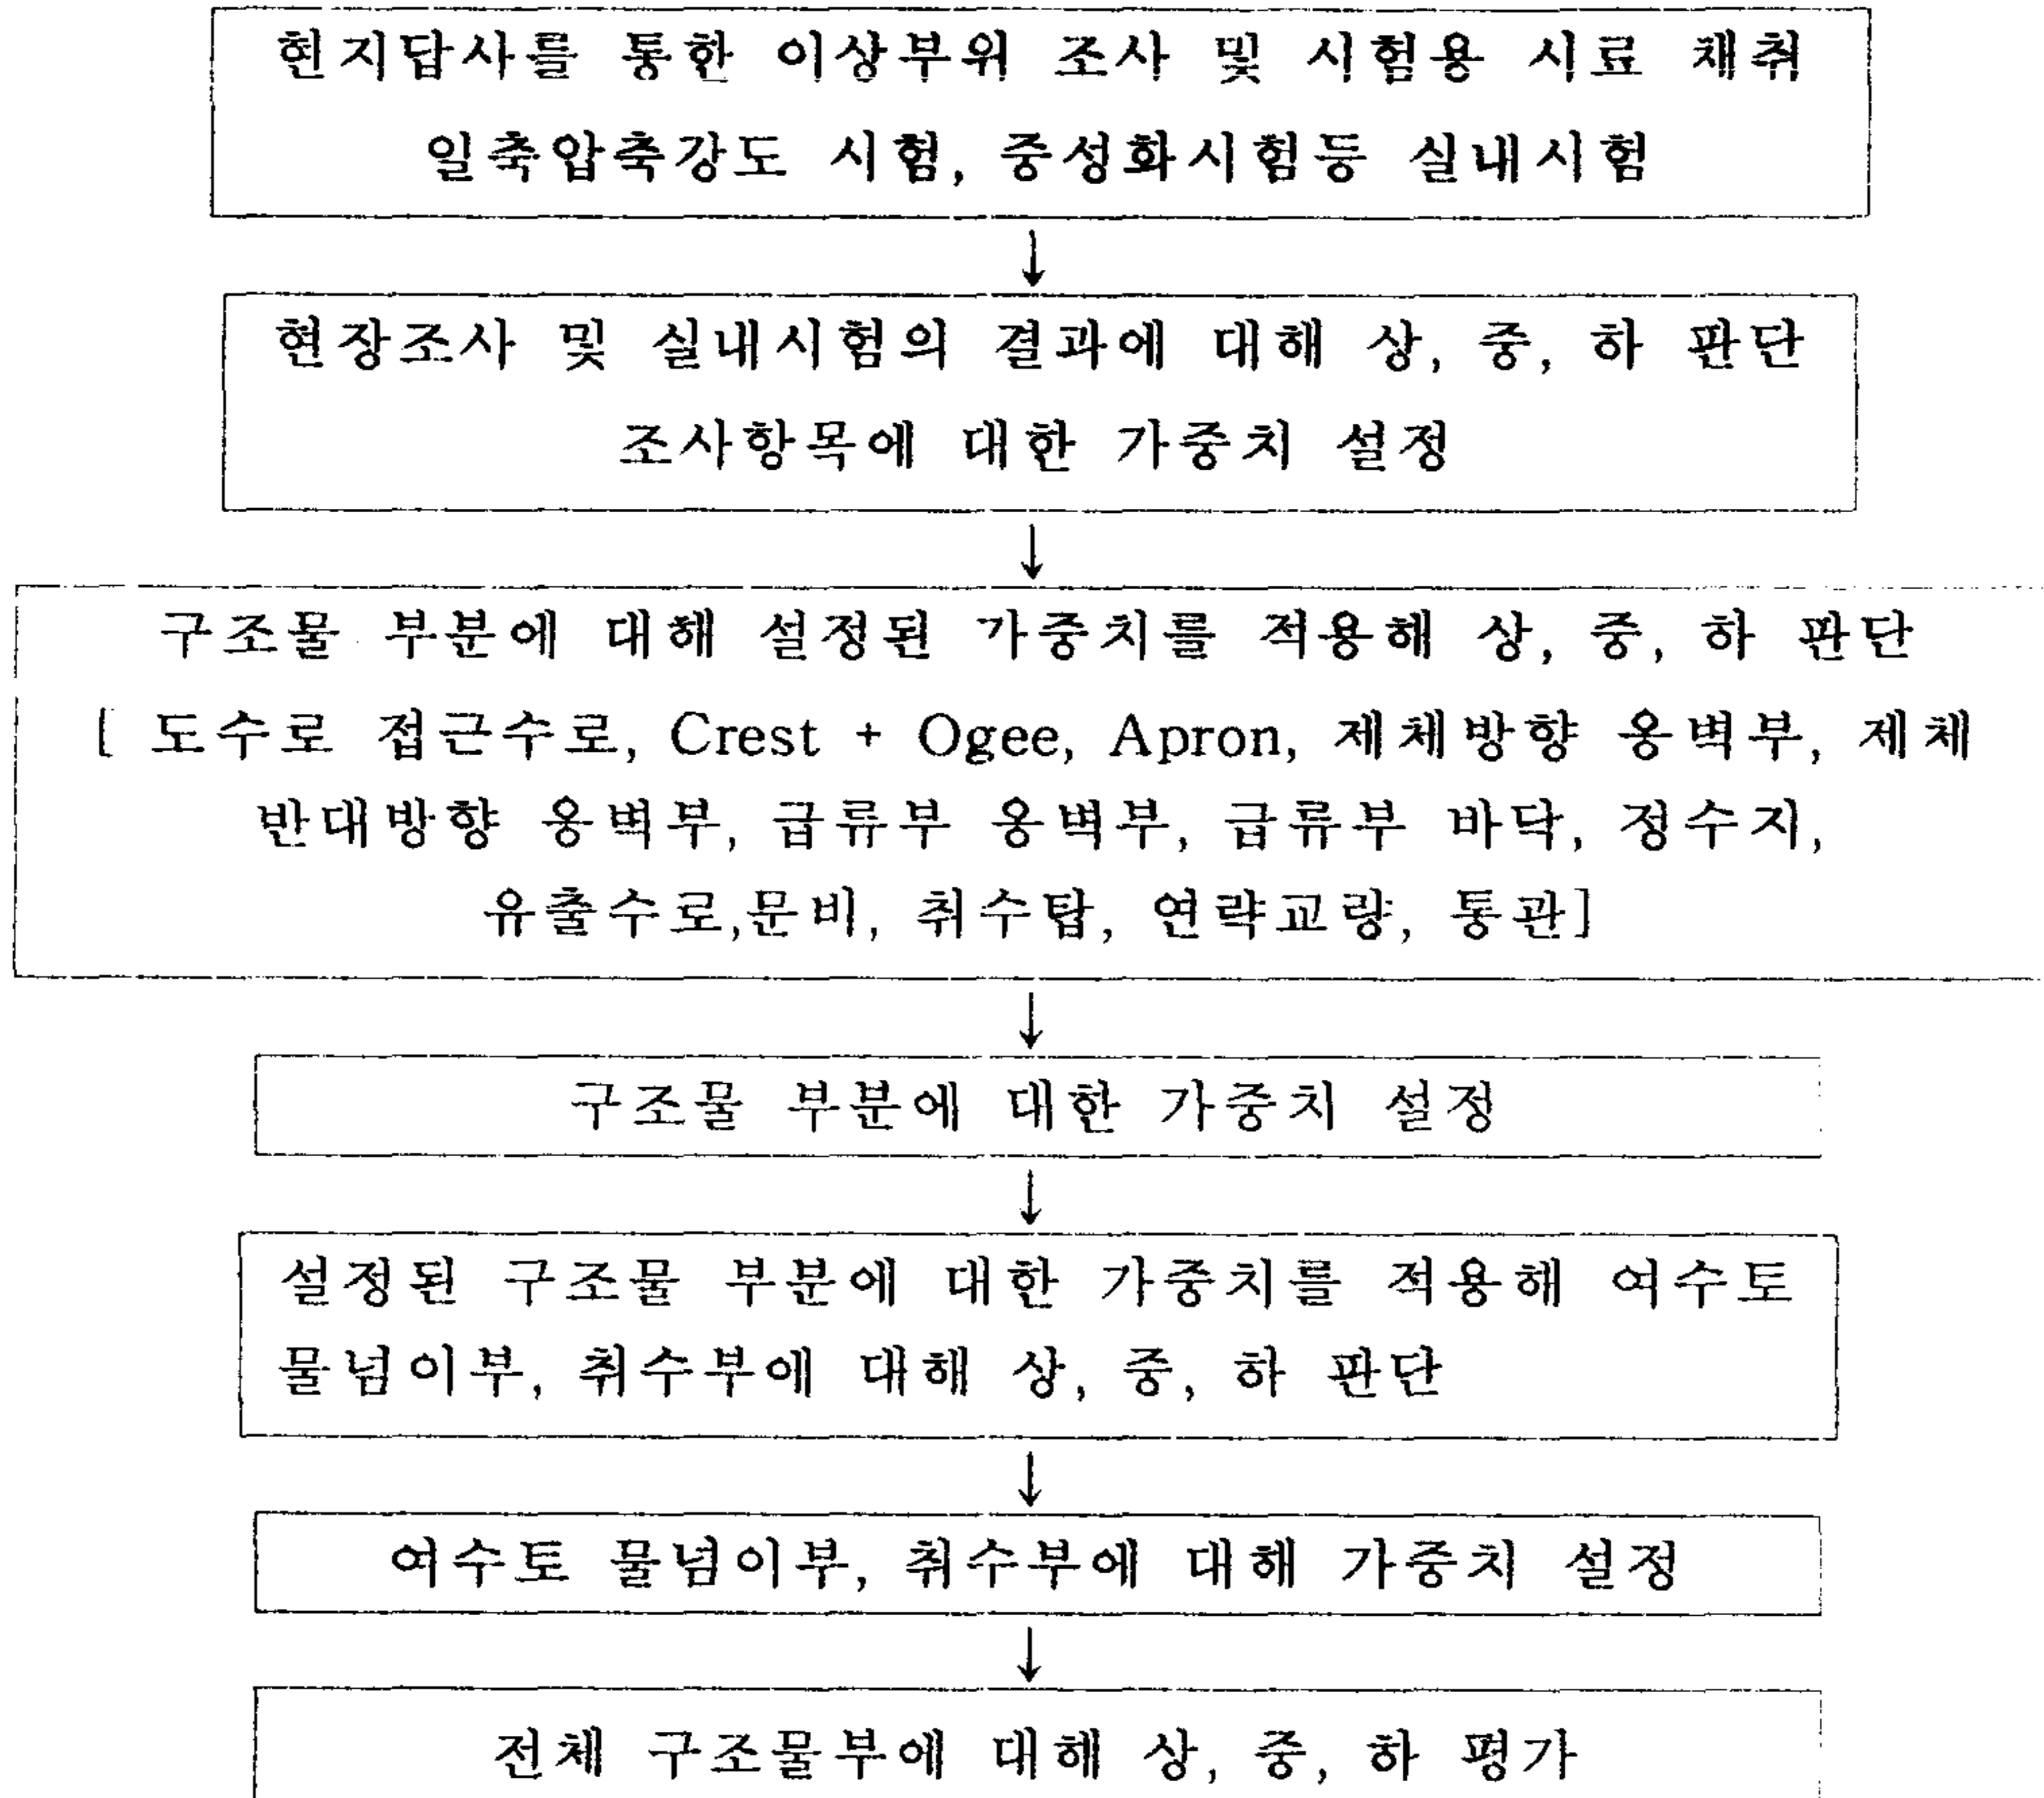 현지답사를 통한 이상부위 조사 및 시험용 시료 채취
일축압축강도 시험, 중성화시험등 실내시험
↓
현장조사 및 실내시험의 결과에 대해 상, 중, 하 판단
조사항목에 대한 가중치 설정
↓
구조물 부분에 대해 설정된 가중치를 적용해 상, 중, 하 판단
[ 도수로 접근수로, Crest + Ogee, Apron, 제체방향 옹벽부, 제체
반대방향 옹벽부, 급류부 옹벽부, 급류부 바닥, 정수지,
유출수로,문비, 취수탑, 연략교량, 통관]
↓
구조물 부분에 대한 가중치 설정
↓
설정된 구조물 부분에 대한 가중치를 적용해 여수토
물넘이부, 취수부에 대해 상, 중, 하 판단
↓
여수토 물넘이부, 취수부에 대해 가중치 설정
↓
전체 구조물부에 대해 상, 중, 하 평가